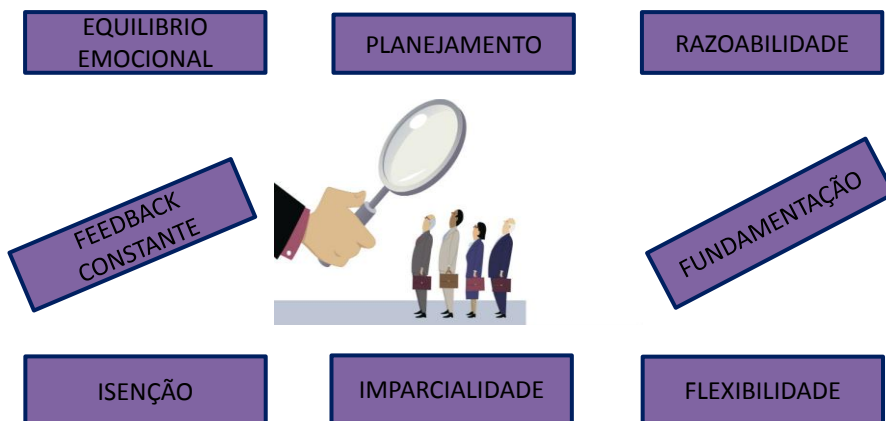 EQUILIBRIO
EMOCIONAL
PLANEJAMENTO
RAZOABILIDADE
FEEDBACK
CONSTANTE
FUNDAMENTAÇÃO
ISENÇÃO
IMPARCIALIDADE
FLEXIBILIDADE